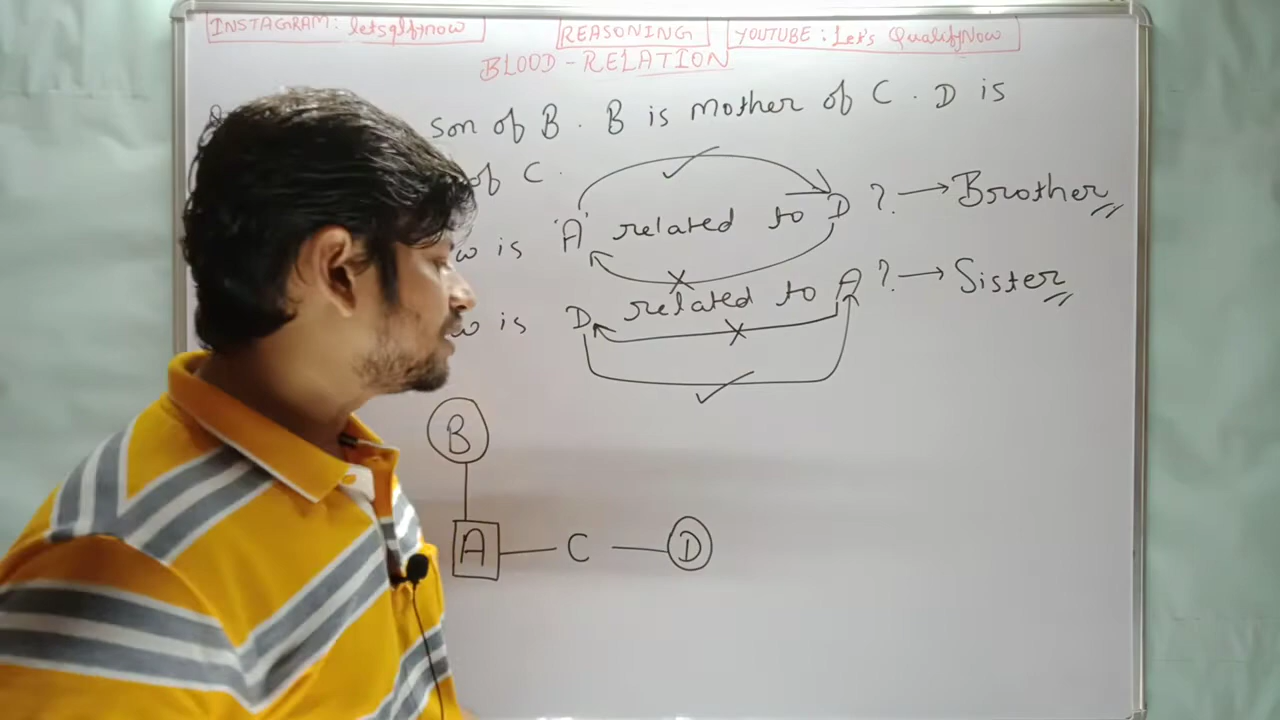 INSTAGRAM: letsqlfynow REASONING YOUTUBE : Let's QualifyNow
BLOOD-RELATION
son of B. B is mother of C. D is
of C.
w is 'A' related to D ? → Brother
w is D related to A ? → Sister
B
A C D